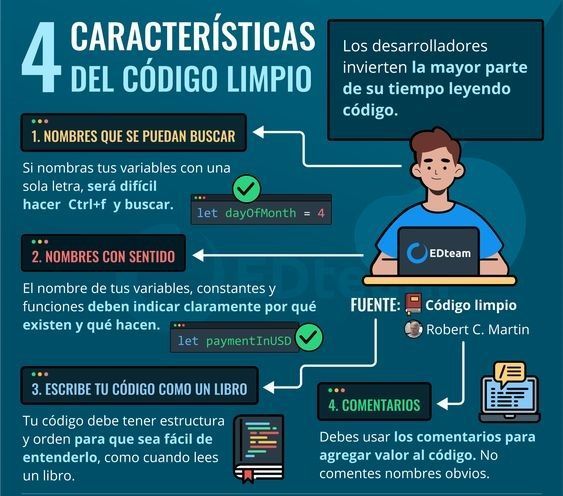 4 CARACTERÍSTICAS
DEL CÓDIGO LIMPIO
Los desarrolladores
invierten la mayor parte
de su tiempo leyendo
código.
1. NOMBRES QUE SE PUEDAN BUSCAR
Si nombras tus variables con una
sola letra, será difícil
hacer Ctrl+f y buscar.
let dayOfMonth = 4
EDteam
2. NOMBRES CON SENTIDO
El nombre de tus variables, constantes y
funciones deben indicar claramente por qué
existen y qué hacen.
let paymentInUSD
FUENTE: Código limpio
Robert C. Martin
3. ESCRIBE TU CÓDIGO COMO UN LIBRO
Tu código debe tener estructura
y orden para que sea fácil de
entenderlo, como cuando lees
un libro.
4. COMENTARIOS
Debes usar los comentarios para
agregar valor al código. No
comentes nombres obvios.
EDteam